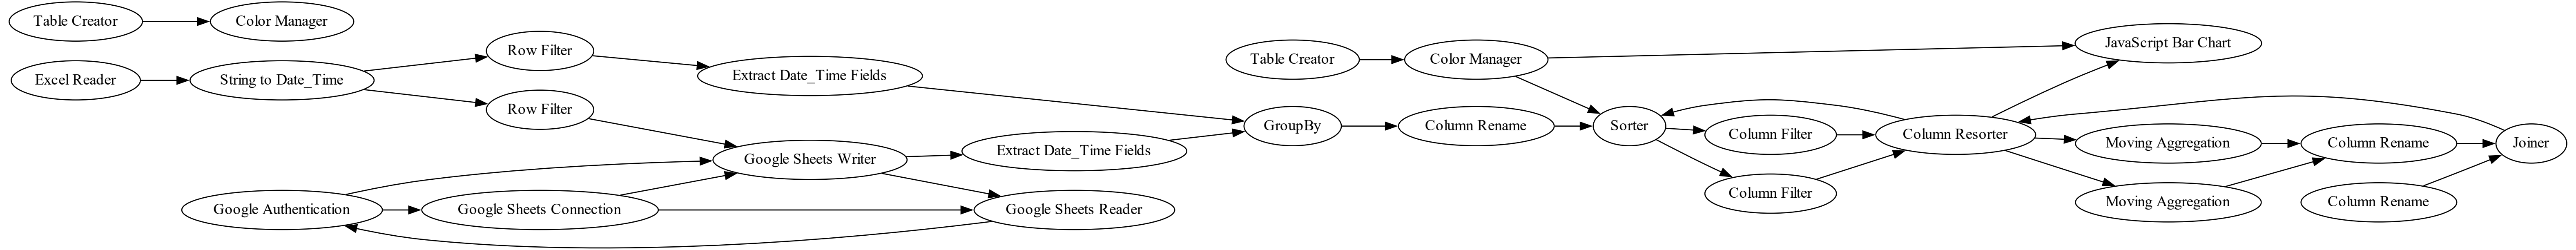 Table Creator
Color Manager
Excel Reader
String to Date_Time
Row Filter
Row Filter
Extract Date_Time Fields
Google Sheets Writer
Extract Date_Time Fields
Google Authentication
Google Sheets Connection
Google Sheets Reader
Table Creator
Color Manager
GroupBy
Column Rename
Sorter
Column Filter
Column Filter
Column Resorter
JavaScript Bar Chart
Moving Aggregation
Moving Aggregation
Column Rename
Column Rename
Joiner